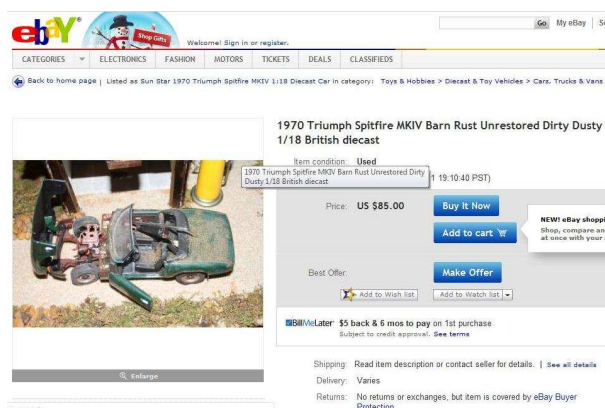 ebaY
Shop Gifts
Welcome! Sign in or register.
Go My eBay
CATEGORIES ELECTRONICS FASHION MOTORS TICKETS DEALS CLASSIFIEDS
Back to home page | Listed as Sun Star 1970 Triumph Spitfire MKIV 1:18 Diecast Car in category: Toys & Hobbies > Diecast & Toy Vehicles > Cars, Trucks & Vans
1970 Triumph Spitfire MKIV Barn Rust Unrestored Dirty Dusty
1/18 British diecast
Item condition: Used
1970 Triumph Spitfire MKIV Barn Rust Unrestored Dirty
Dusty 1/18 British diecast
1 19:10:40 PST)
Price: US $85.00 Buy It Now
Add to cart
NEW! eBay
Shop, compare
at once with your
Best Offer: Make Offer
Add to Wish list Add to Watch list
BillMeLater $5 back & 6 mos to pay on 1st purchase
Subject to credit approval. See terms
Shipping: Read item description or contact seller for details. | See all details
Delivery: Varies
Returns: No returns or exchanges, but item is covered by eBay Buyer
Protection
Enlarge